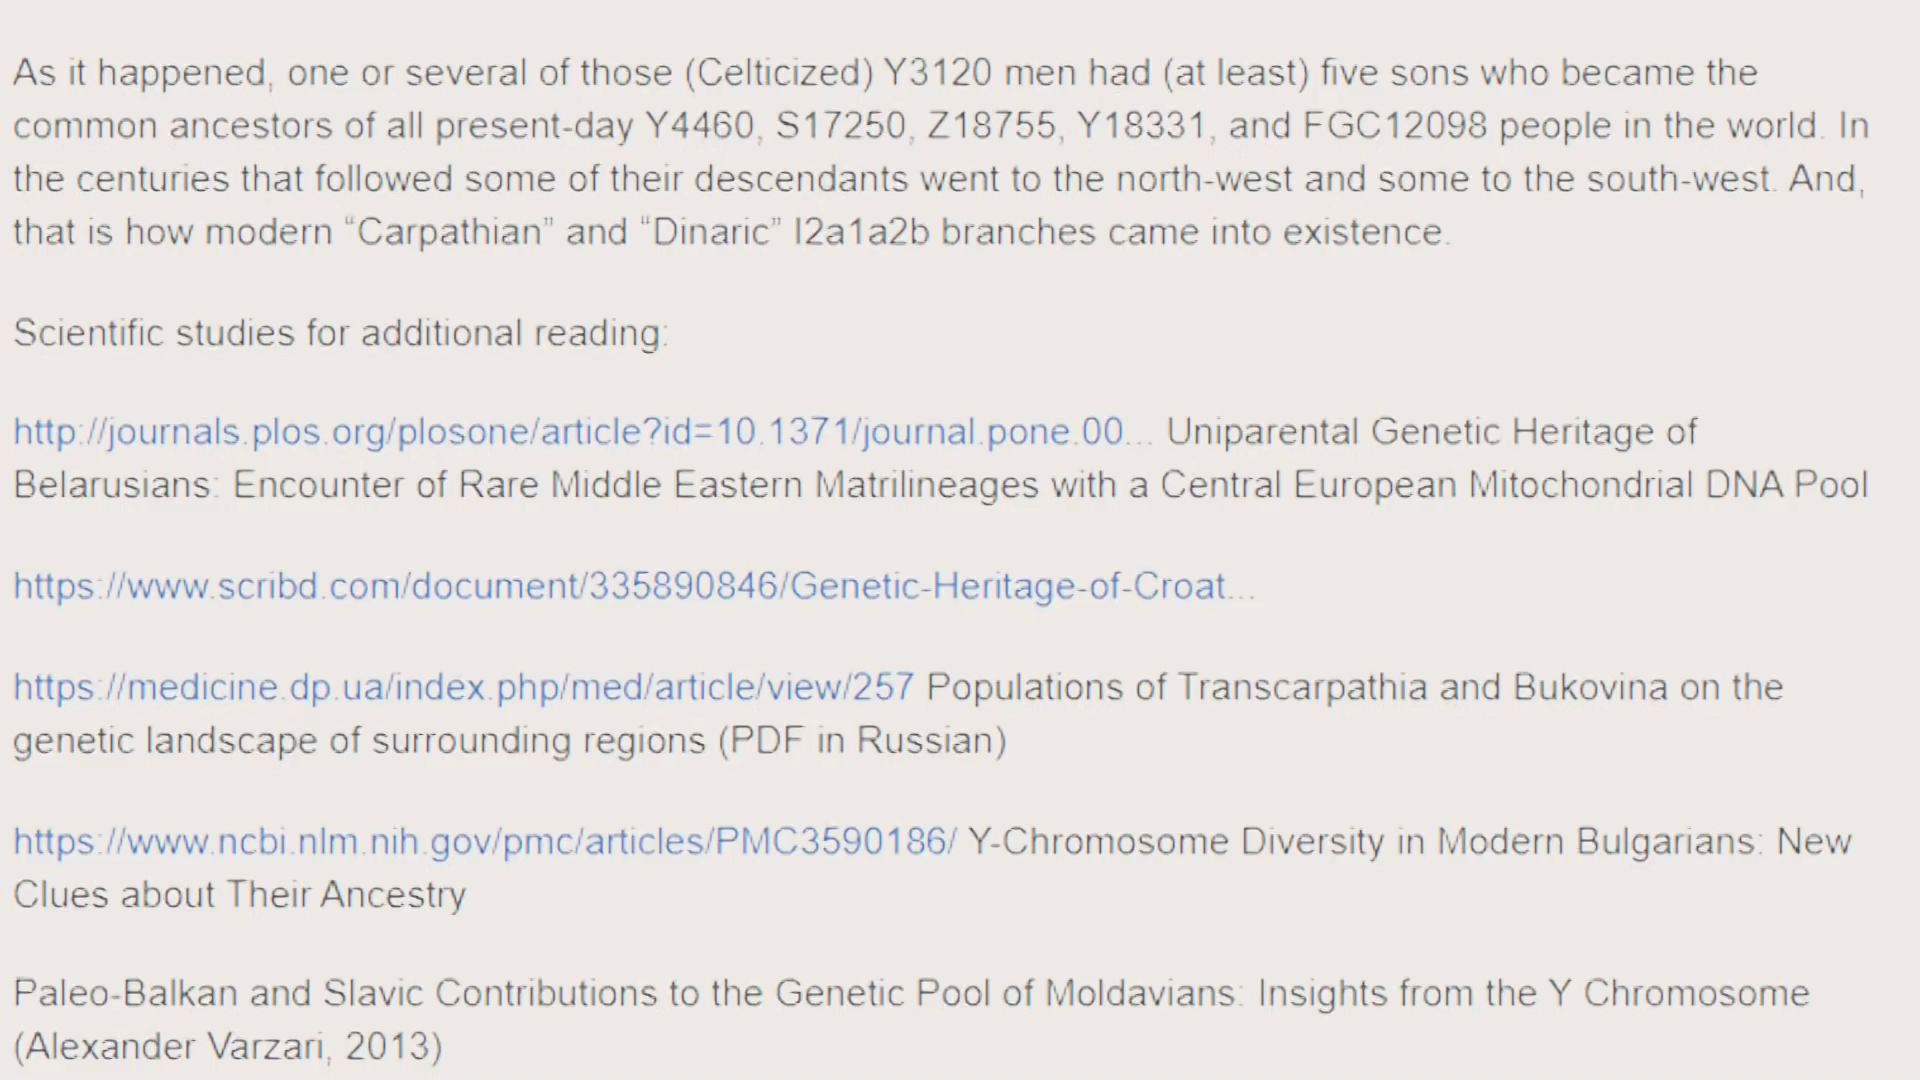 As it happened, one or several of those (Celticized) Y3120 men had (at least) five sons who became the
common ancestors of all present-day Y4460, S17250, Z18755, Y18331, and FGC12098 people in the world. In
the centuries that followed some of their descendants went to the north-west and some to the south-west. And,
that is how modern “Carpathian” and “Dinaric” I2a1a2b branches came into existence.
Scientific studies for additional reading:
http://journals.plos.org/plosone/article?id=10.1371/journal.pone.00... Uniparental Genetic Heritage of
Belarusians: Encounter of Rare Middle Eastern Matrilineages with a Central European Mitochondrial DNA Pool
https://www.scribd.com/document/335890846/Genetic-Heritage-of-Croat...
https://medicine.dp.ua/index.php/med/article/view/257 Populations of Transcarpathia and Bukovina on the
genetic landscape of surrounding regions (PDF in Russian)
https://www.ncbi.nlm.nih.gov/pmc/articles/PMC3590186/ Y-Chromosome Diversity in Modern Bulgarians: New
Clues about Their Ancestry
Paleo-Balkan and Slavic Contributions to the Genetic Pool of Moldavians: Insights from the Y Chromosome
(Alexander Varzari, 2013)